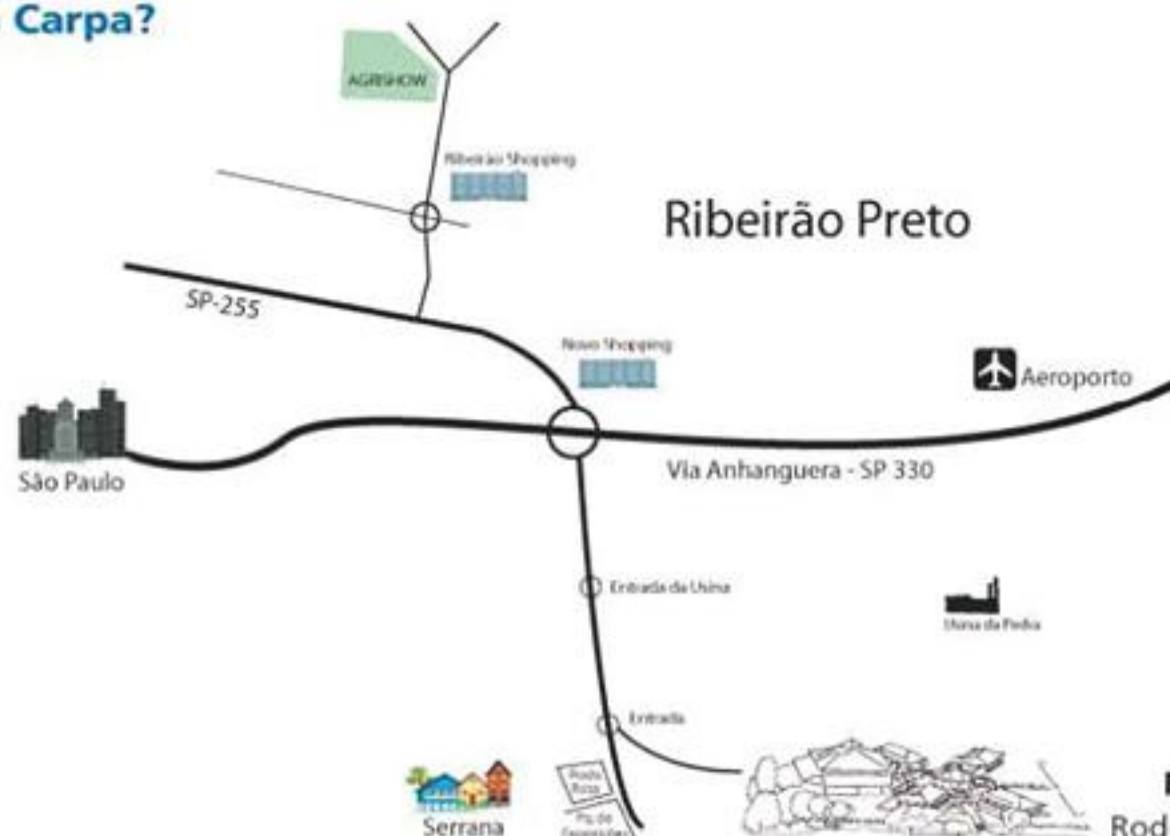 Carpa?
AGRISHOW
Ribeirão Shopping
Ribeirão Preto
SP-255
Novo Shopping
Aeroporto
São Paulo
Via Anhanguera - SP 330
Entrada da Usina
Usina da Pedra
Entrada
Serrana
Rod